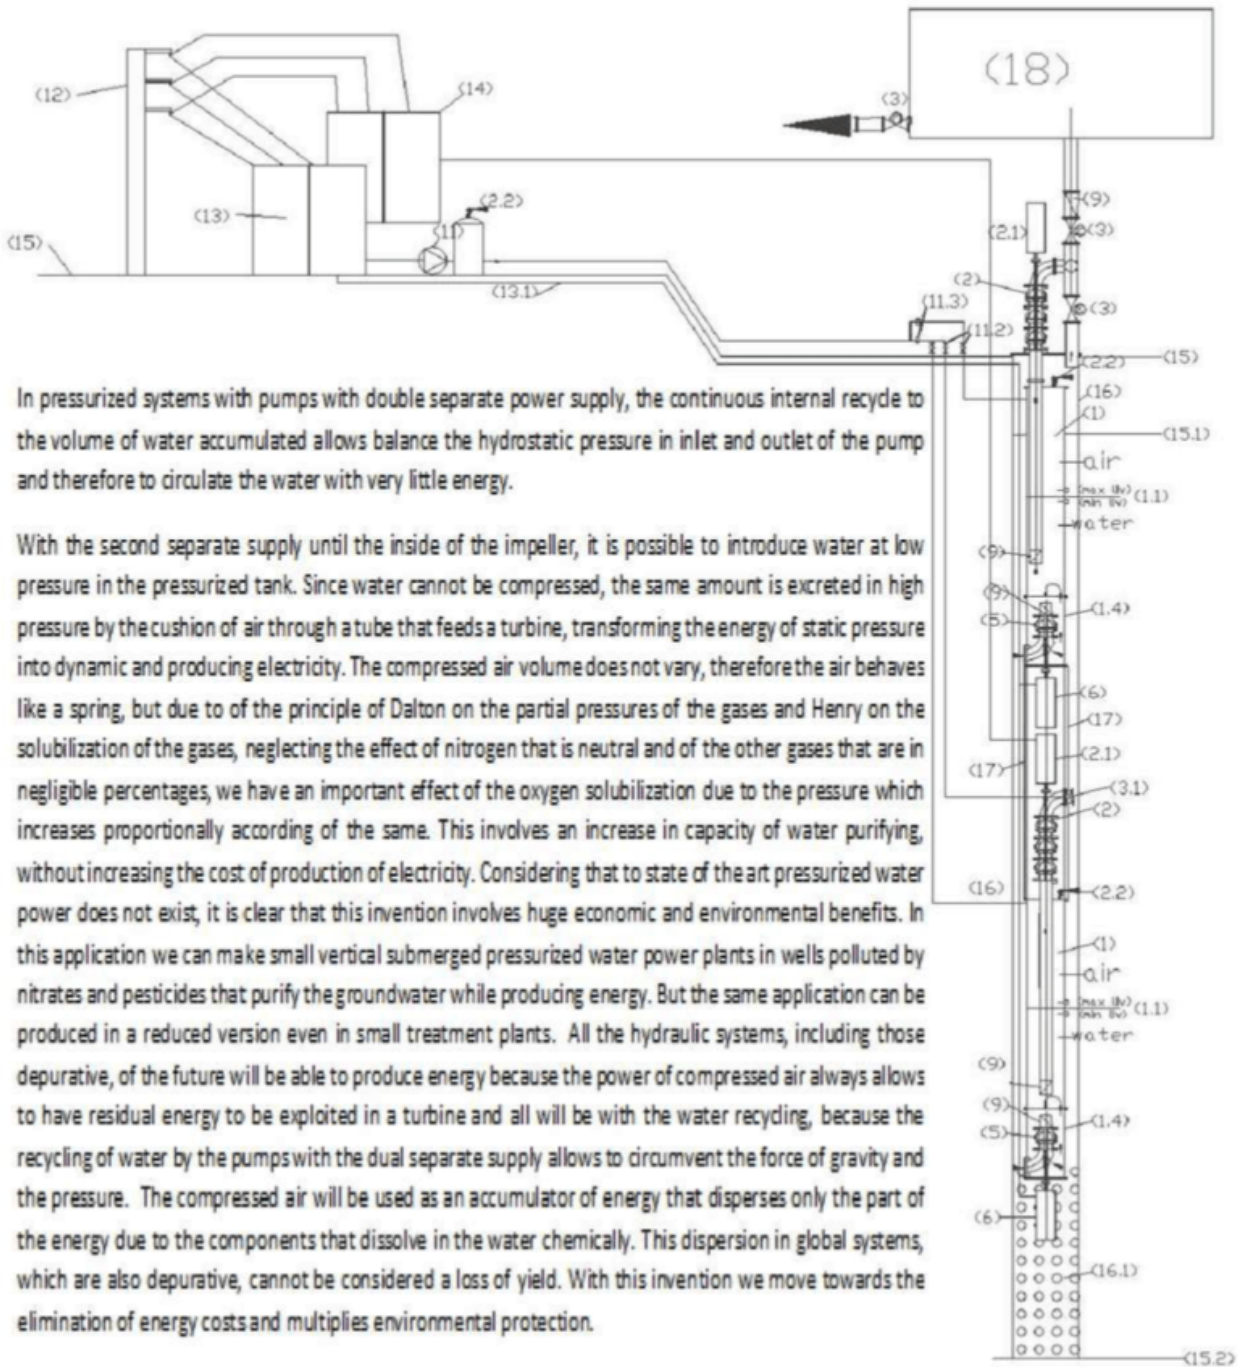 (18)
(12)
(14)
(3)
(13)
(2.2)
(11)
(9)
(2.1)
(3)
(15)
(13.1)
(2)
(11.3)
(3)
(11.2)
(15)
(2.2)
(16)
(1)
(15.1)
air
(max liv)
(min liv)
(1.1)
water
(9)
(9)
(1.4)
(5)
(6)
(17)
(2.1)
(17)
(3.1)
(2)
(16)
(2.2)
(1)
air
(max liv)
(min liv)
(1.1)
water
(9)
(9)
(1.4)
(5)
(6)
(16.1)
(15.2)
In pressurized systems with pumps with double separate power supply, the continuous internal recycle to
the volume of water accumulated allows balance the hydrostatic pressure in inlet and outlet of the pump
and therefore to circulate the water with very little energy.
With the second separate supply until the inside of the impeller, it is possible to introduce water at low
pressure in the pressurized tank. Since water cannot be compressed, the same amount is excreted in high
pressure by the cushion of air through a tube that feeds a turbine, transforming the energy of static pressure
into dynamic and producing electricity. The compressed air volume does not vary, therefore the air behaves
like a spring, but due to of the principle of Dalton on the partial pressures of the gases and Henry on the
solubilization of the gases, neglecting the effect of nitrogen that is neutral and of the other gases that are in
negligible percentages, we have an important effect of the oxygen solubilization due to the pressure which
increases proportionally according of the same. This involves an increase in capacity of water purifying,
without increasing the cost of production of electricity. Considering that to state of the art pressurized water
power does not exist, it is clear that this invention involves huge economic and environmental benefits. In
this application we can make small vertical submerged pressurized water power plants in wells polluted by
nitrates and pesticides that purify the groundwater while producing energy. But the same application can be
produced in a reduced version even in small treatment plants. All the hydraulic systems, including those
depurative, of the future will be able to produce energy because the power of compressed air always allows
to have residual energy to be exploited in a turbine and all will be with the water recycling, because the
recycling of water by the pumps with the dual separate supply allows to circumvent the force of gravity and
the pressure. The compressed air will be used as an accumulator of energy that disperses only the part of
the energy due to the components that dissolve in the water chemically. This dispersion in global systems,
which are also depurative, cannot be considered a loss of yield. With this invention we move towards the
elimination of energy costs and multiplies environmental protection.